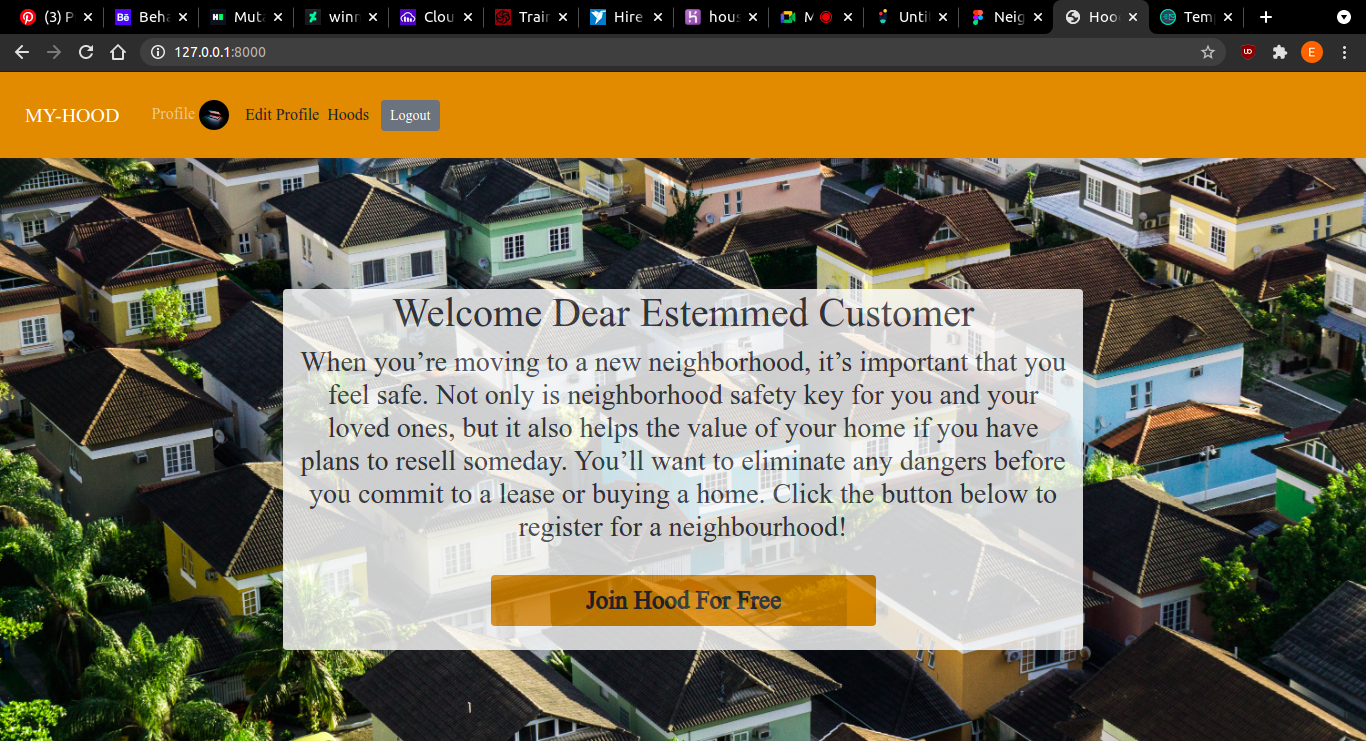 (3) P
Beha
Muta
winn
Clou
Train
Hire
hous
M
Unti
Neig
Hoo
Tem
127.0.0.1:8000
E
MY-HOOD Profile Edit Profile Hoods Logout
Welcome Dear Estemmed Customer
When you’re moving to a new neighborhood, it’s important that you
feel safe. Not only is neighborhood safety key for you and your
loved ones, but it also helps the value of your home if you have
plans to resell someday. You’ll want to eliminate any dangers before
you commit to a lease or buying a home. Click the button below to
register for a neighbourhood!
Join Hood For Free